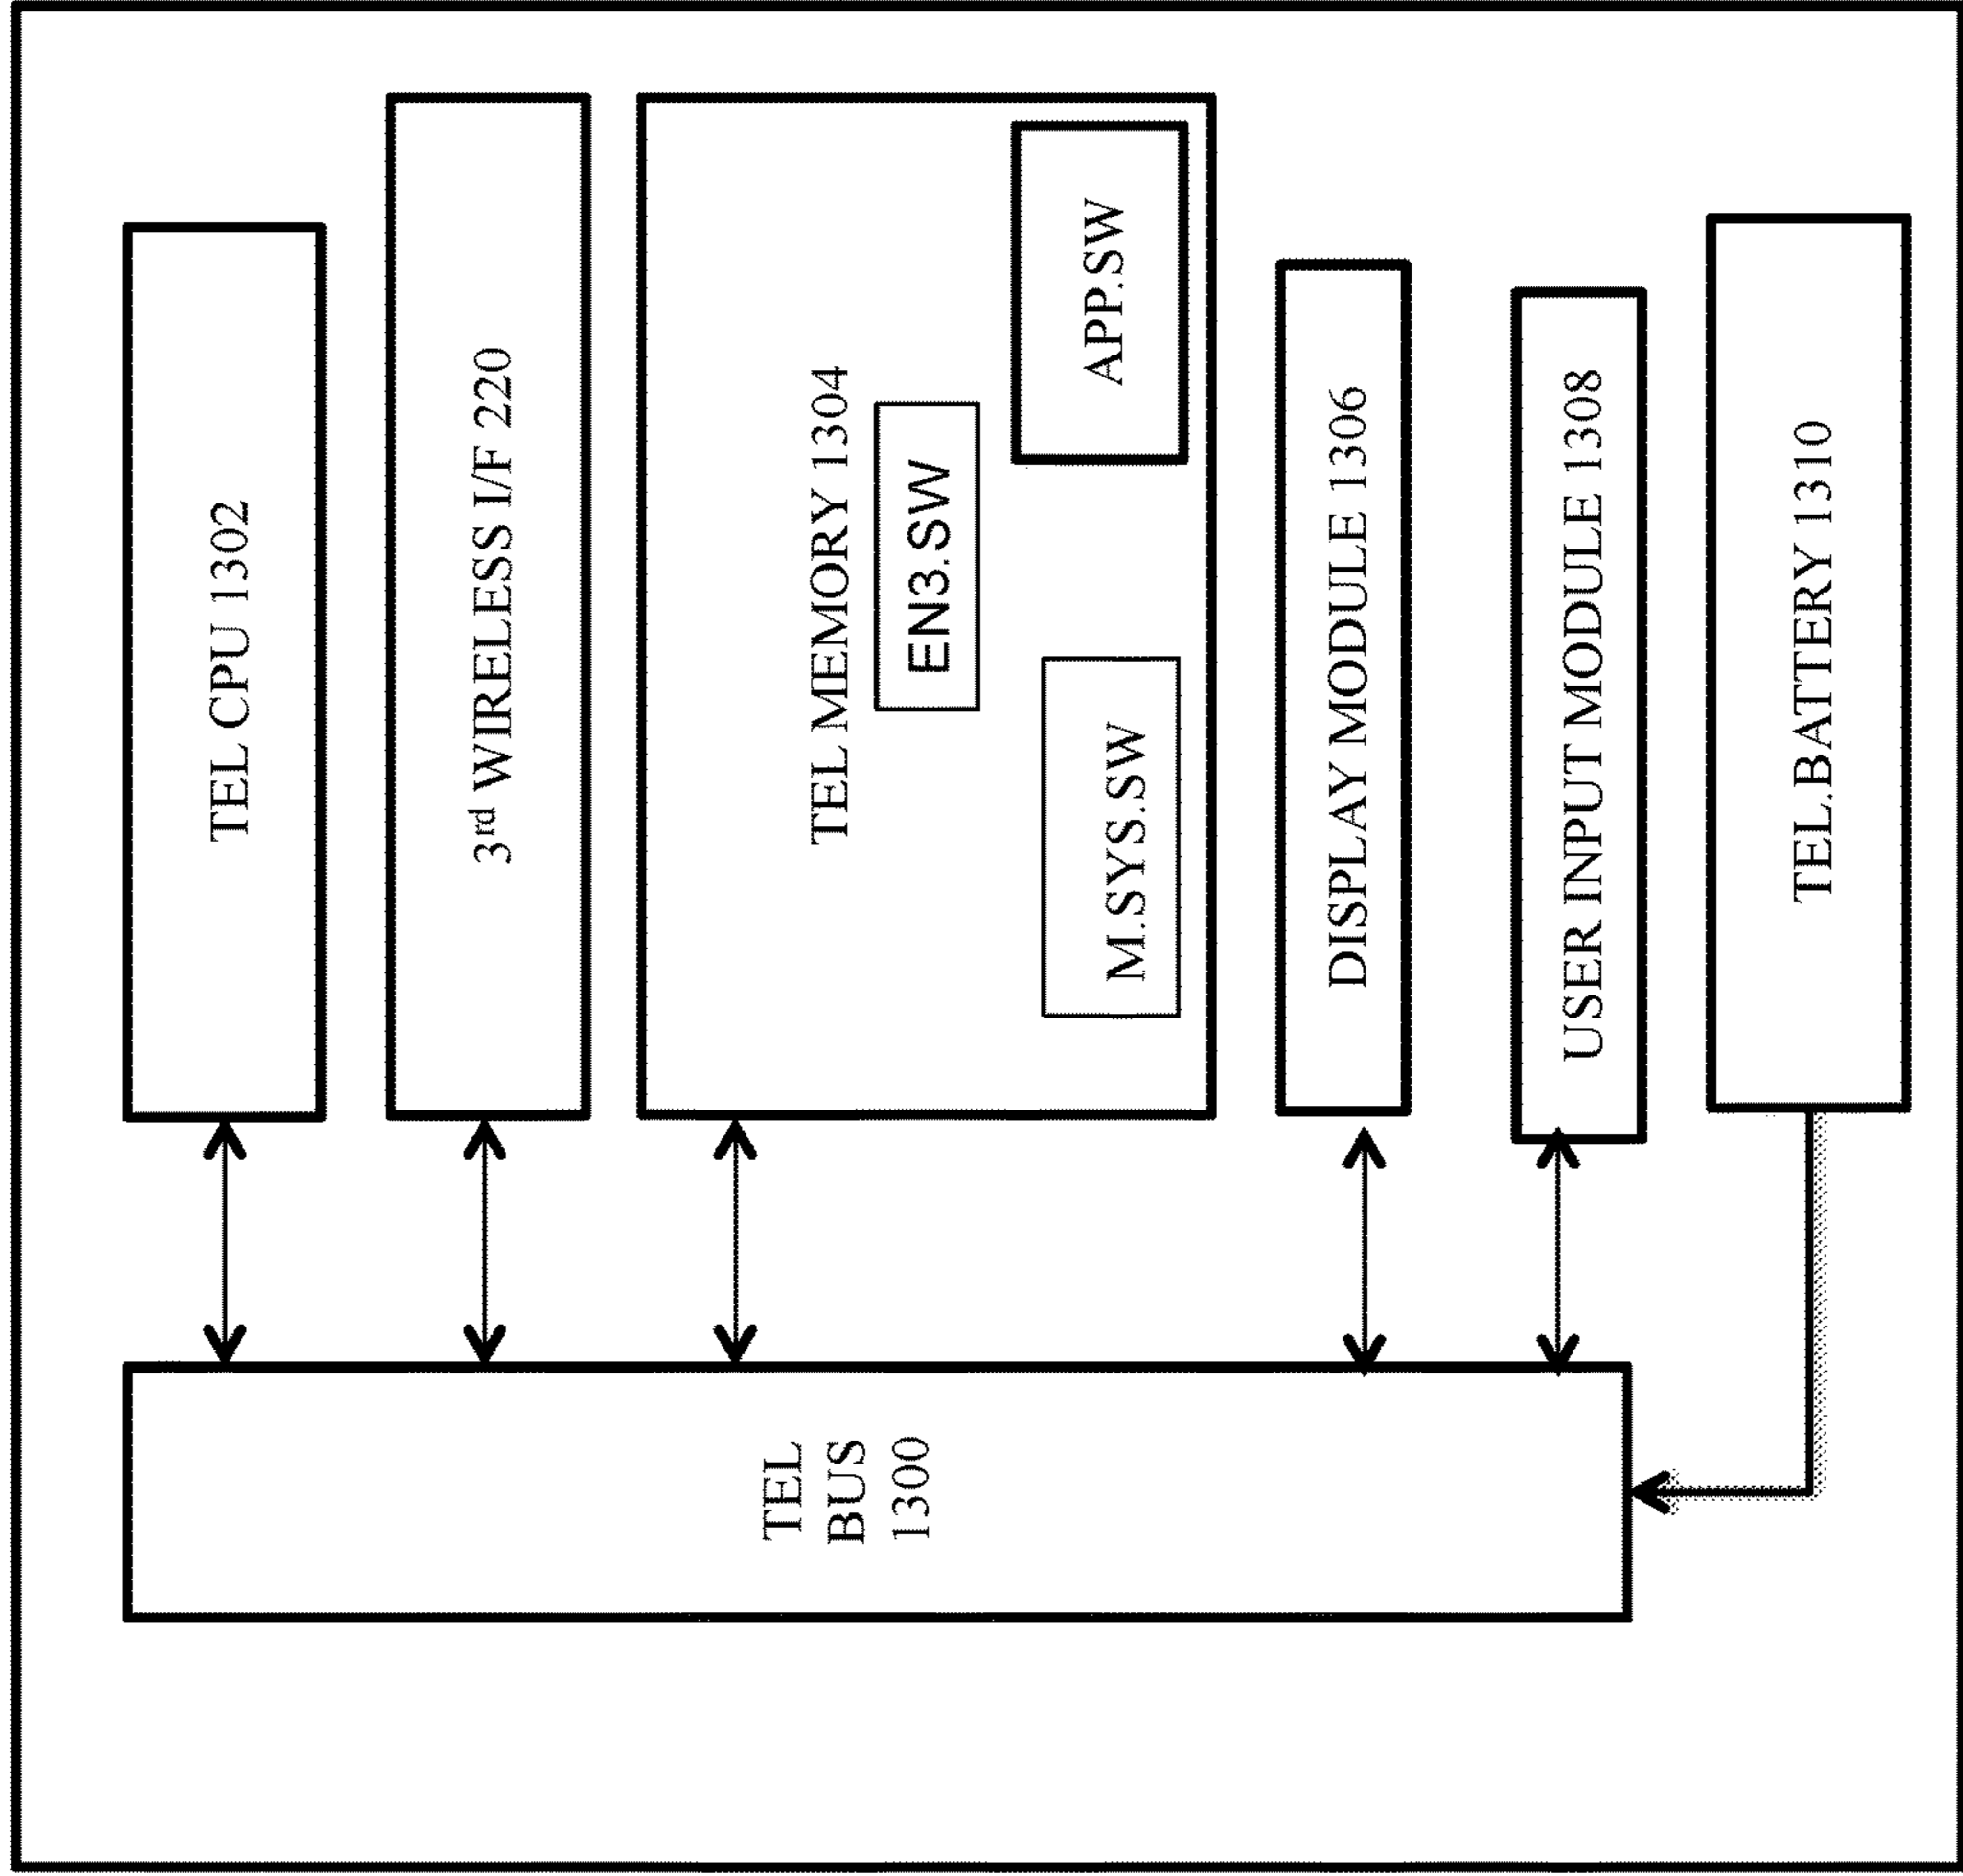 TEL CPU 1302
3rd WIRELESS I/F 220
TEL MEMORY 1304
EN3.SW
M.SYS.SW
APP.SW
DISPLAY MODULE 1306
USER INPUT MODULE 1308
TEL.BATTERY 1310
TEL
BUS
1300